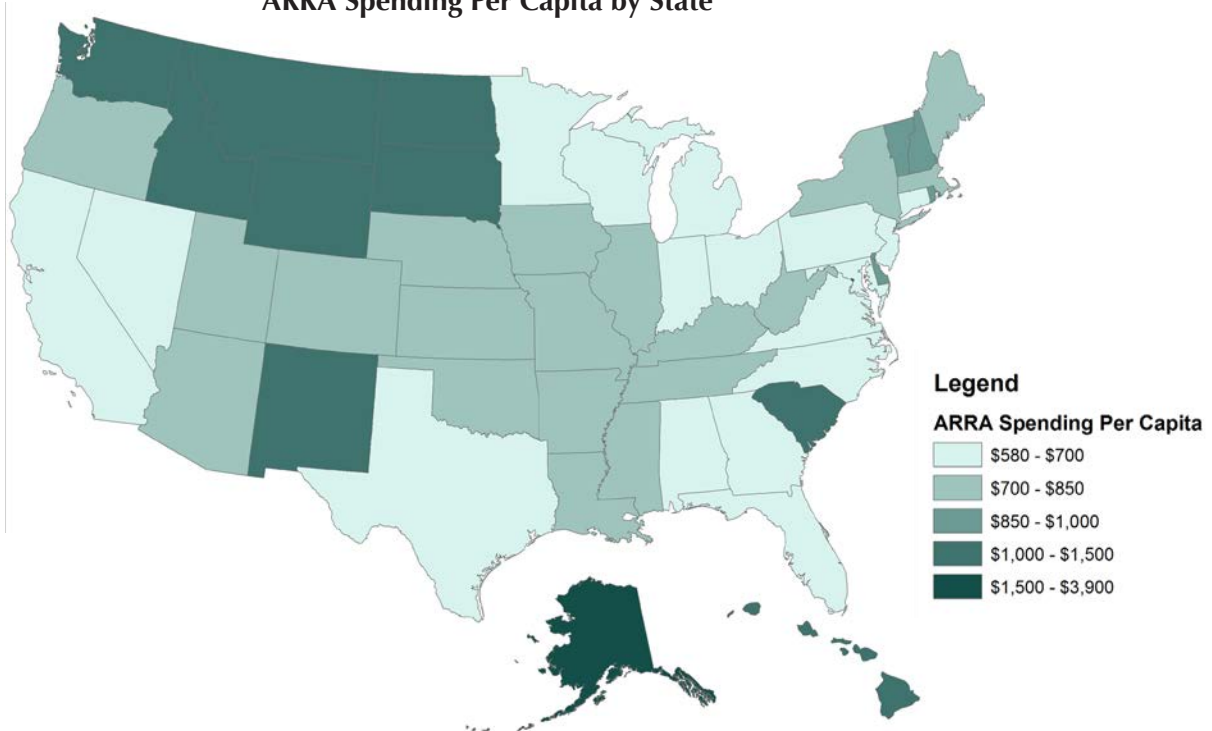 ARRA Spending Per Capita by State
Legend
ARRA Spending Per Capita
$580 - $700
$700 - $850
$850 - $1,000
$1,000 - $1,500
$1,500 - $3,900